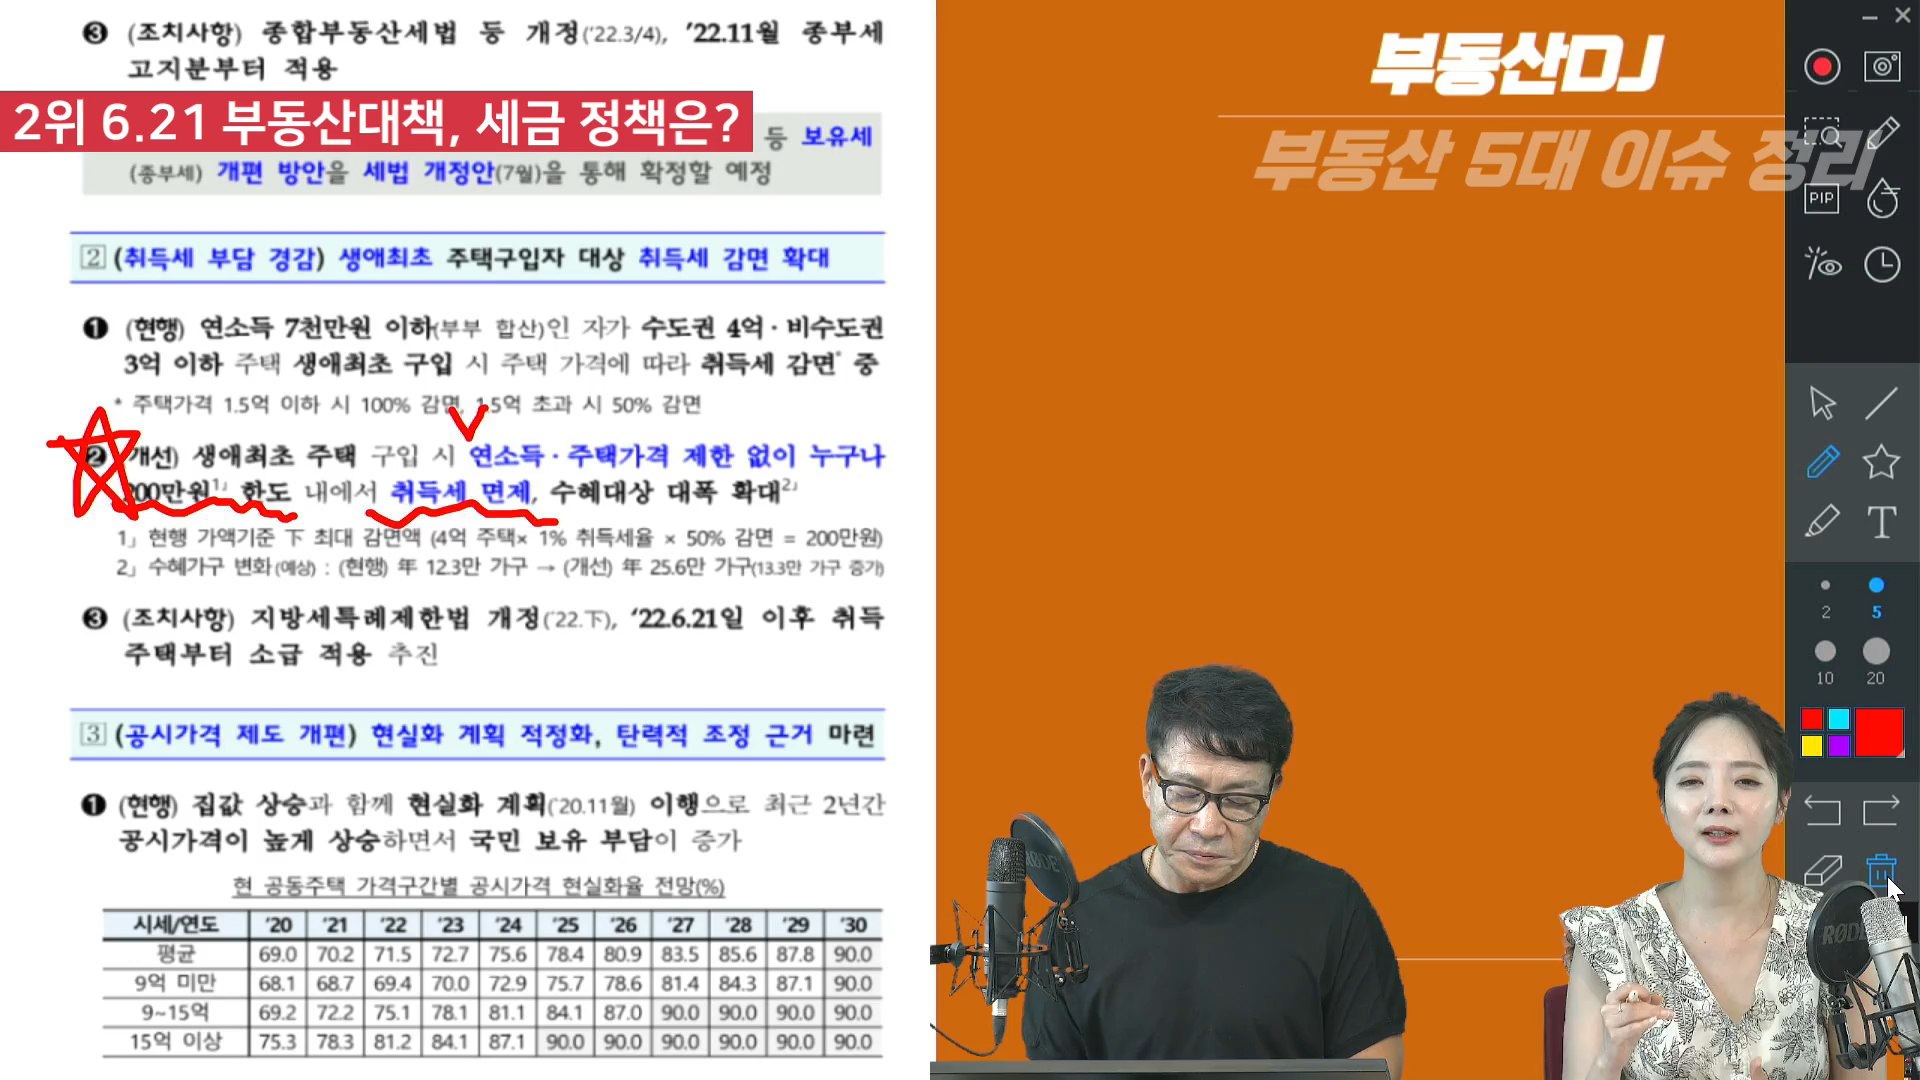 ❸ (조치사항) 종합부동산세법 등 개정('22.3/4), '22.11월 종부세
고지분부터 적용
2위 6.21 부동산대책, 세금 정책은?
등 보유세
(종부세) 개편 방안을 세법 개정안(7월)을 통해 확정할 예정
2 (취득세 부담 경감) 생애최초 주택구입자 대상 취득세 감면 확대
❶ (현행) 연소득 7천만원 이하(부부 합산)인 자가 수도권 4억·비수도권
3억 이하 주택 생애최초 구입 시 주택 가격에 따라 취득세 감면* 중
* 주택가격 1.5억 이하 시 100% 감면, 1.5억 초과 시 50% 감면
❷ 개선) 생애최초 주택 구입 시 연소득·주택가격 제한 없이 누구나
200만원1」 한도 내에서 취득세 면제, 수혜대상 대폭 확대2」
1」 현행 가액기준 下 최대 감면액 (4억 주택× 1% 취득세율 × 50% 감면 = 200만원)
2」 수혜가구 변화(예상) : (현행) 年 12.3만 가구 → (개선) 年 25.6만 가구(13.3만 가구 증가)
❸ (조치사항) 지방세특례제한법 개정('22.下), '22.6.21일 이후 취득
주택부터 소급 적용 추진
3 (공시가격 제도 개편) 현실화 계획 적정화, 탄력적 조정 근거 마련
❶ (현행) 집값 상승과 함께 현실화 계획('20.11월) 이행으로 최근 2년간
공시가격이 높게 상승하면서 국민 보유 부담이 증가
현 공동주택 가격구간별 공시가격 현실화율 전망(%)
시세/연도 '20 '21 '22 '23 '24 '25 '26 '27 '28 '29 '30
평균 69.0 70.2 71.5 72.7 75.6 78.4 80.9 83.5 85.6 87.8 90.0
9억 미만 68.1 68.7 69.4 70.0 72.9 75.7 78.6 81.4 84.3 87.1 90.0
9~15억 69.2 72.2 75.1 78.1 81.1 84.1 87.0 90.0 90.0 90.0 90.0
15억 이상 75.3 78.3 81.2 84.1 87.1 90.0 90.0 90.0 90.0 90.0 90.0
부동산DJ
부동산 5대 이슈 정리
PIP
T
2 5
10 20
RØDE
RØDE